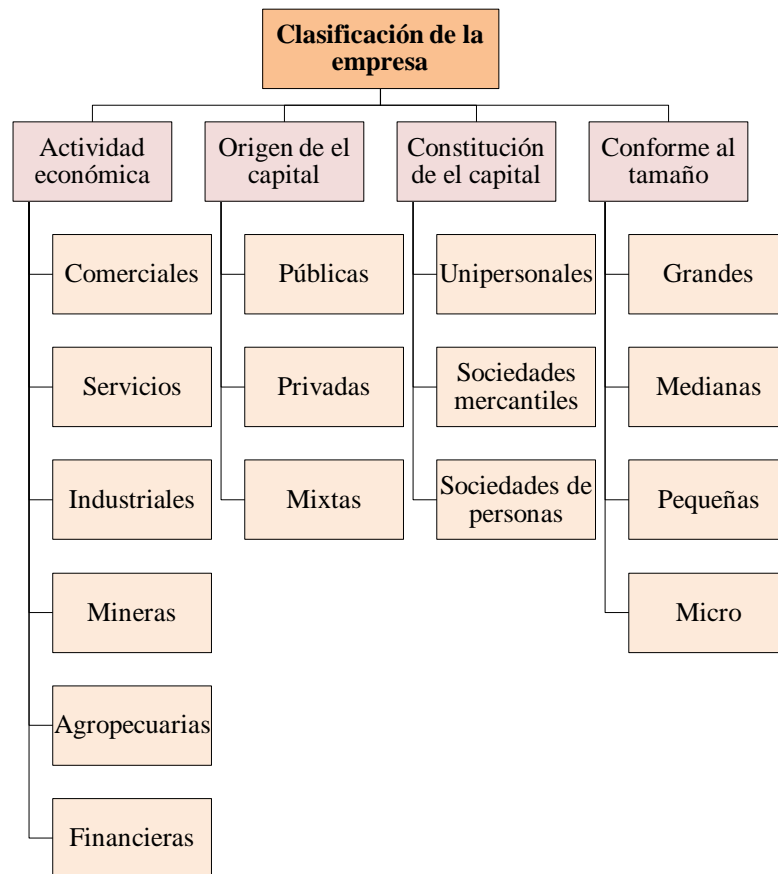 Clasificación de la
empresa
Actividad
económica
Comerciales
Servicios
Industriales
Mineras
Agropecuarias
Financieras
Origen de el
capital
Públicas
Privadas
Mixtas
Constitución
de el capital
Unipersonales
Sociedades
mercantiles
Sociedades de
personas
Conforme al
tamaño
Grandes
Medianas
Pequeñas
Micro